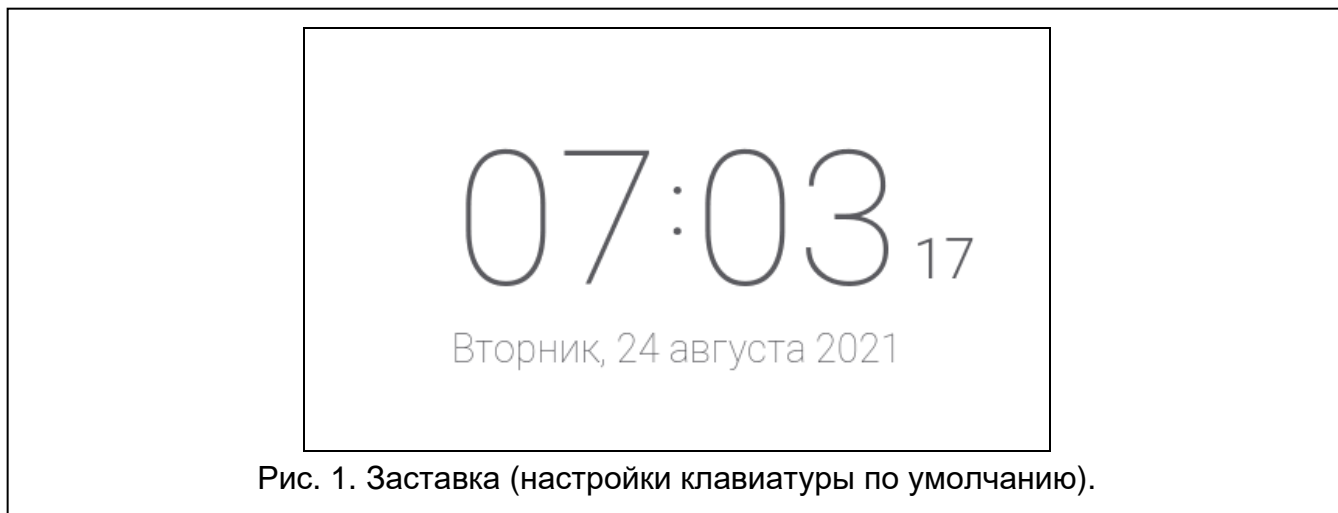 07:03 17
Вторник, 24 августа 2021
Рис. 1. Заставка (настройки клавиатуры по умолчанию).